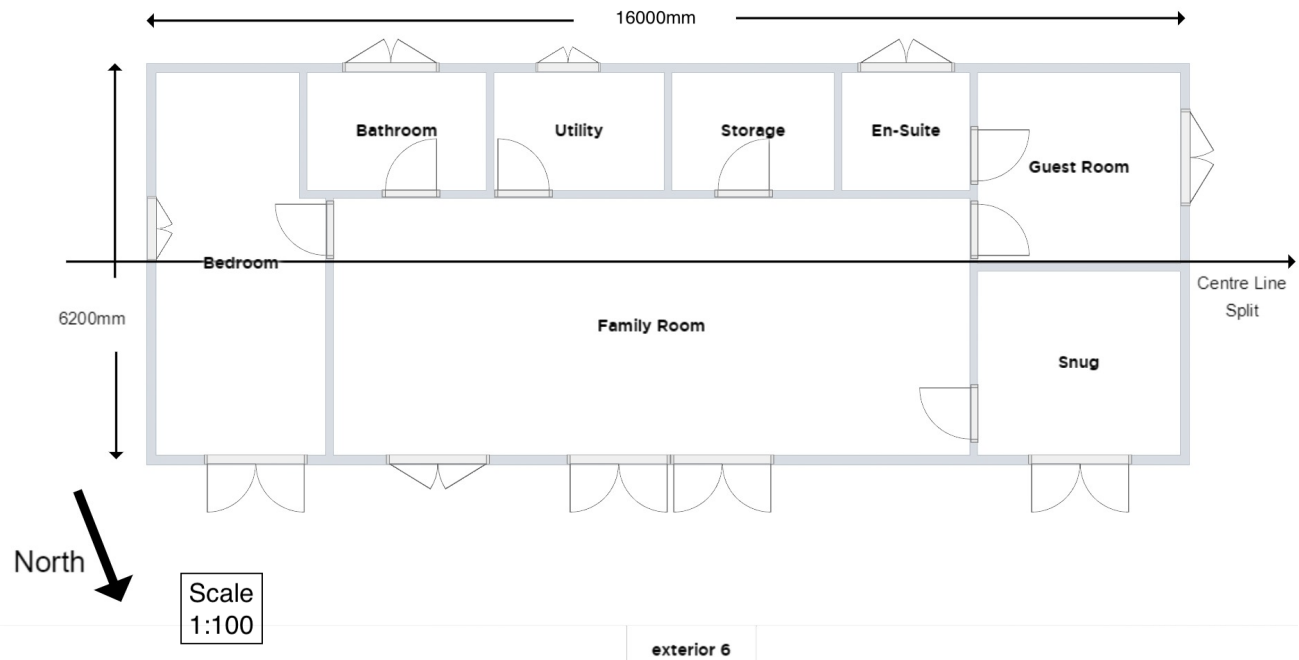 16000mm
Bathroom
Utility
Storage
En-Suite
Guest Room
Bedroom
Centre Line
Split
6200mm
Family Room
Snug
North
Scale
1:100
exterior 6